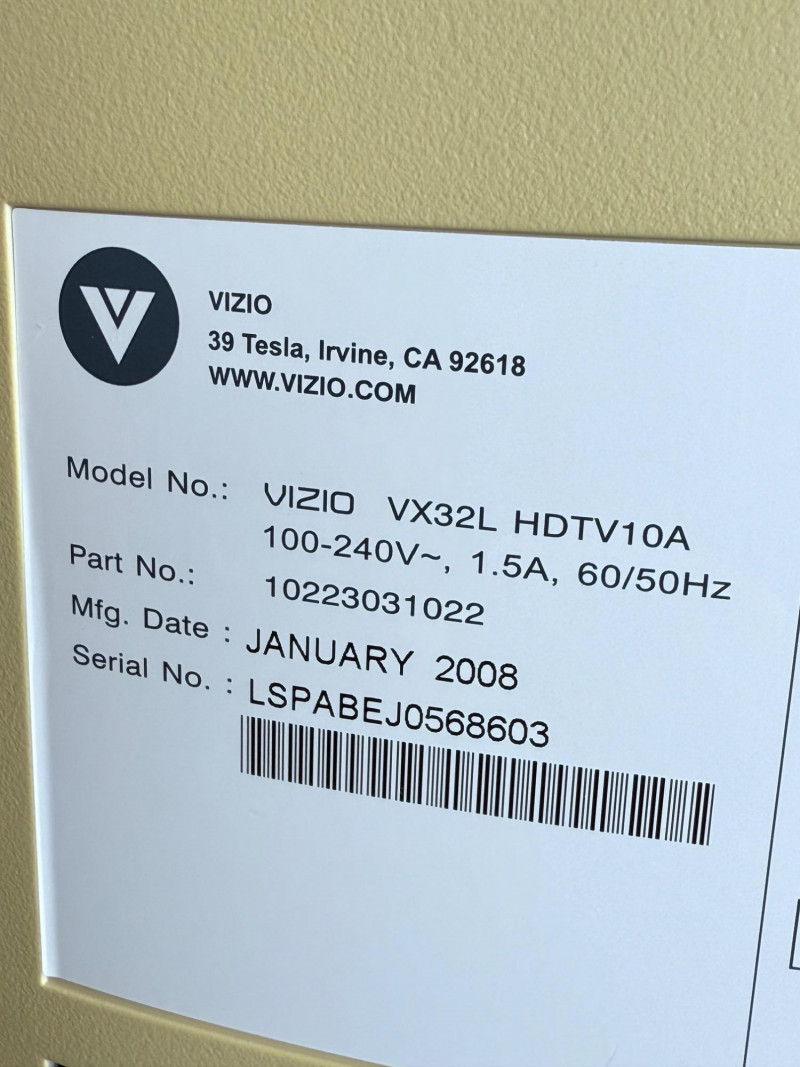 V
VIZIO
39 Tesla, Irvine, CA 92618
WWW.VIZIO.COM
Model No.: VIZIO VX32L HDTV10A
100-240V~, 1.5A, 60/50Hz
Part No.: 10223031022
Mfg. Date : JANUARY 2008
Serial No. : LSPABEJ0568603